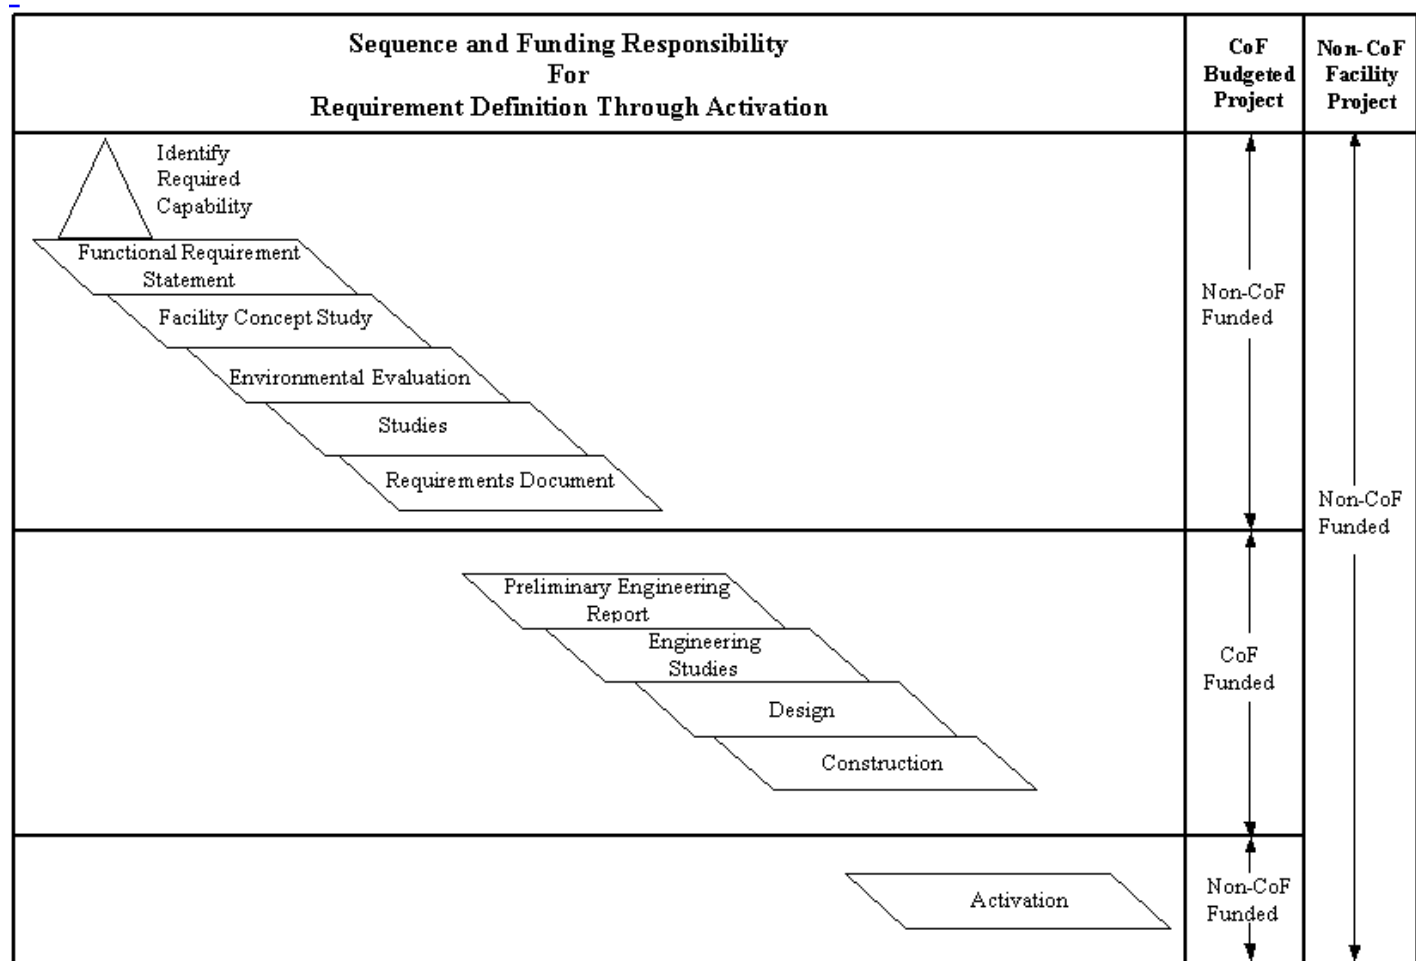 Sequence and Funding Responsibility
For
Requirement Definition Through Activation
CoF
Budgeted
Project
Non-CoF
Facility
Project
Identify
Required
Capability
Functional Requirement
Statement
Facility Concept Study
Environmental Evaluation
Studies
Requirements Document
Non-CoF
Funded
Non-CoF
Funded
Preliminary Engineering
Report
Engineering
Studies
Design
Construction
CoF
Funded
Activation
Non-CoF
Funded